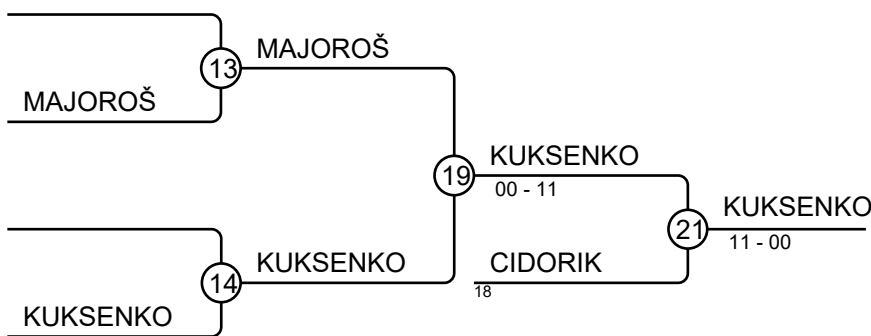 MAJOROŠ
13
MAJOROŠ
KUKSENKO
19
00 - 11
KUKSENKO
21
11 - 00
KUKSENKO
14
CIDORIK
18
KUKSENKO